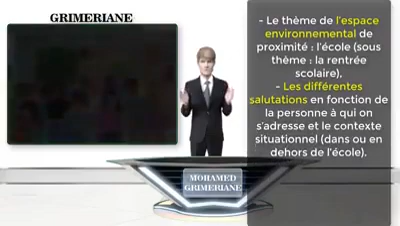 GRIMERIANE
- Le thème de l'espace
environnemental de
proximité : l'école (sous
thème : la rentrée
scolaire),
- Les différentes
salutations en fonction de
la personne à qui on
s'adresse et le contexte
situationnel (dans ou en
dehors de l'école).
MOHAMED
GRIMERIANE